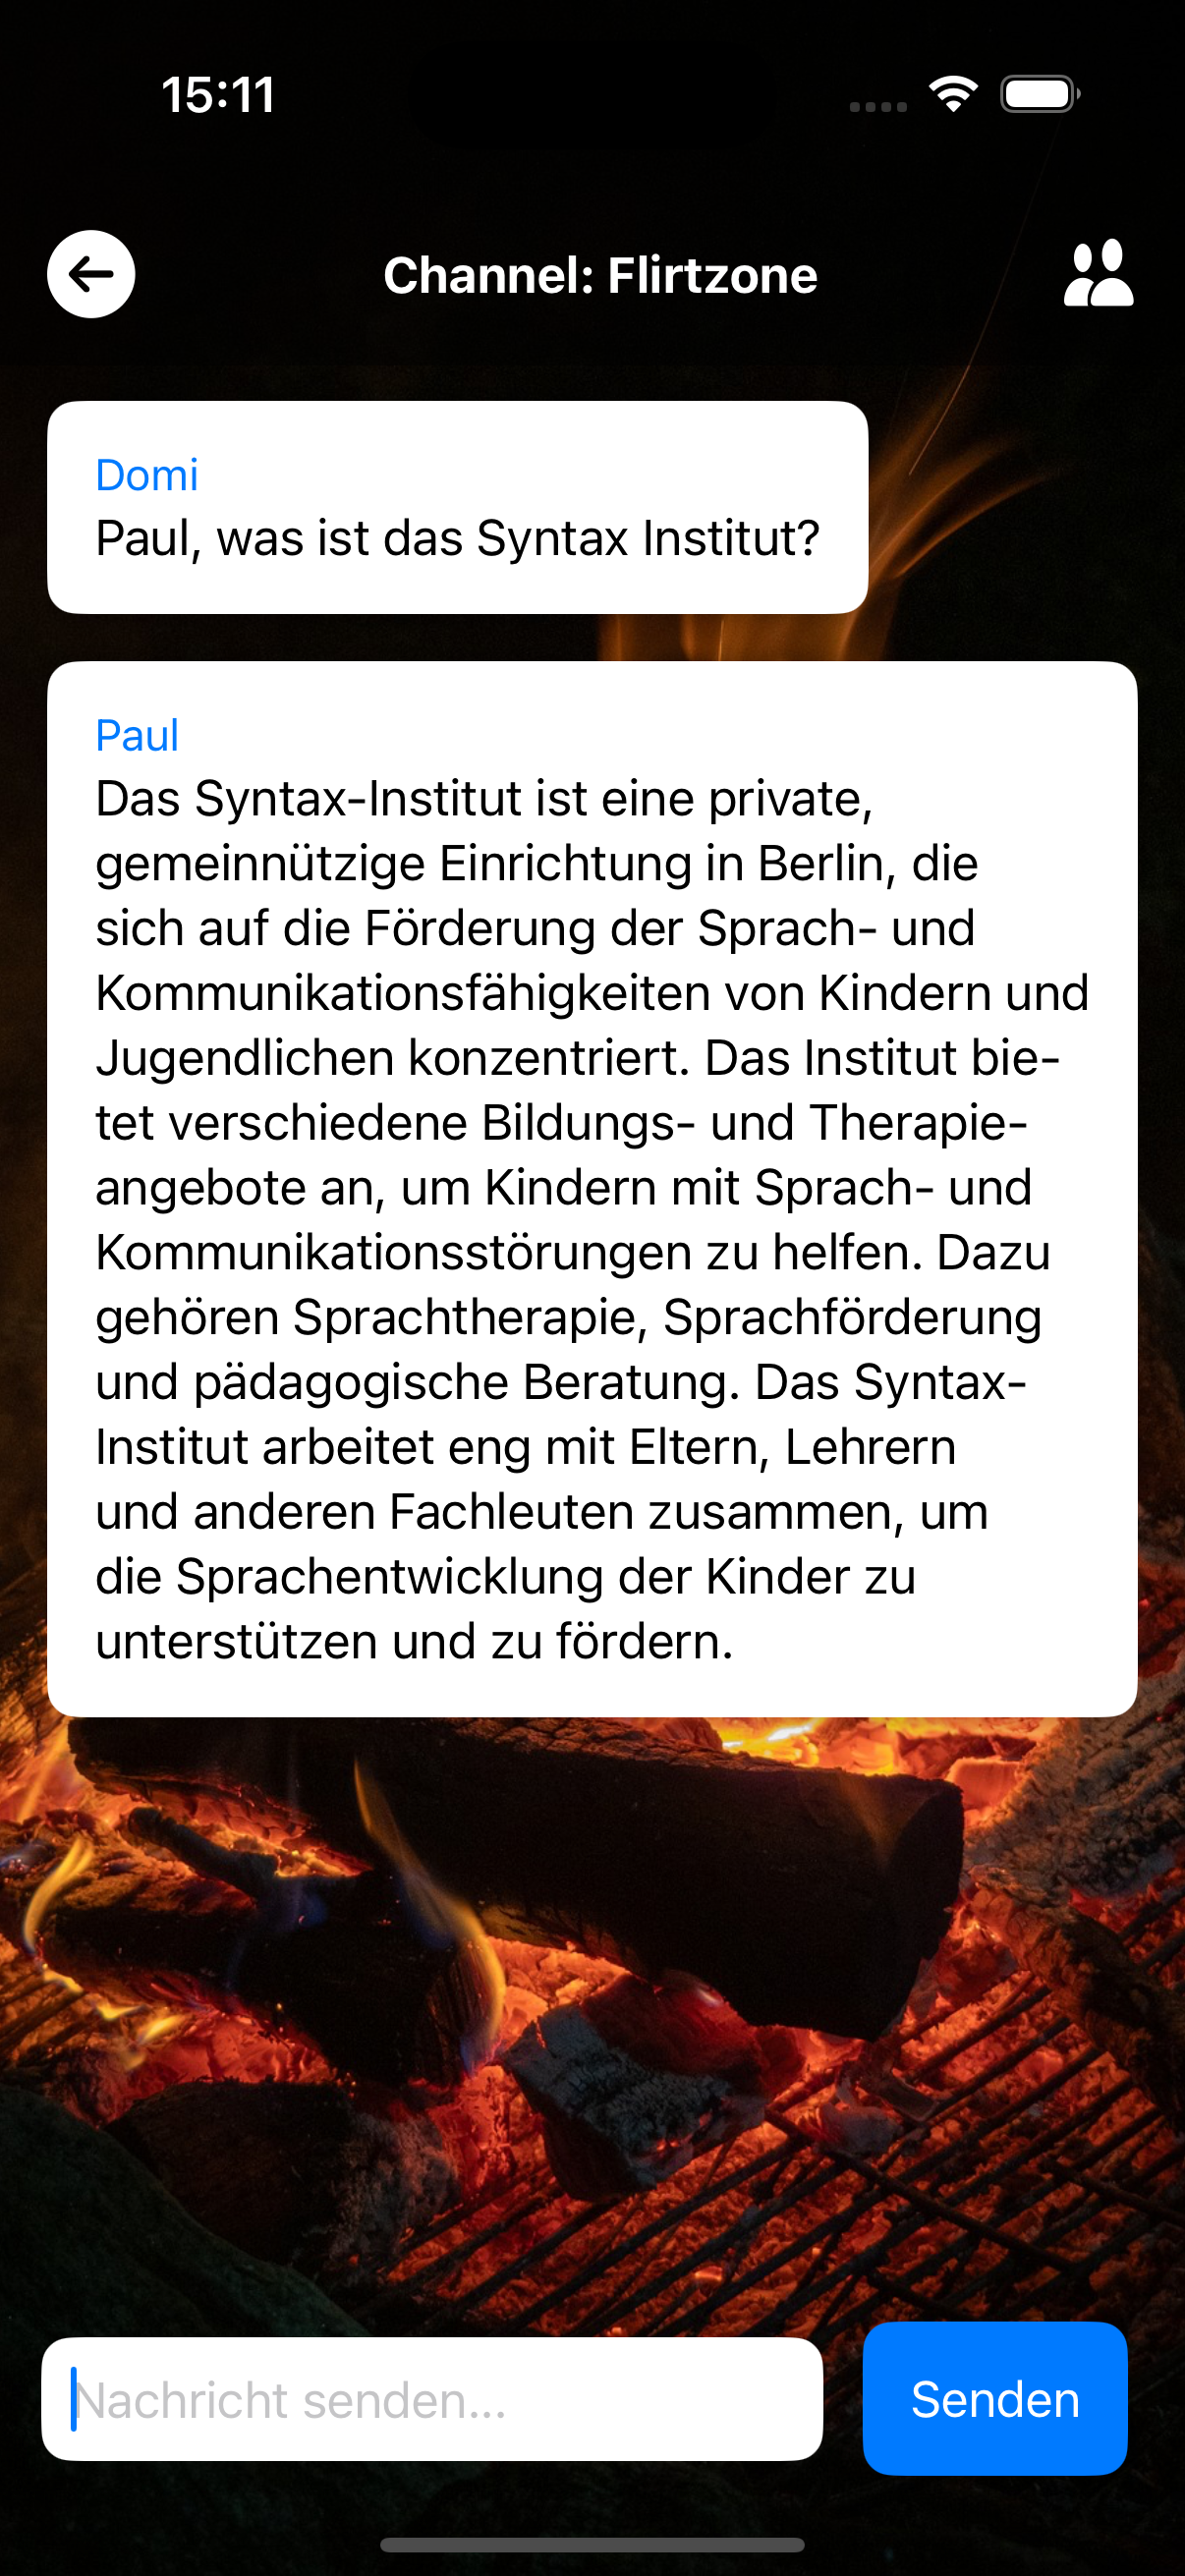 15:11
Channel: Flirtzone
Domi
Paul, was ist das Syntax Institut?
Paul
Das Syntax-Institut ist eine private,
gemeinnützige Einrichtung in Berlin, die
sich auf die Förderung der Sprach- und
Kommunikationsfähigkeiten von Kindern und
Jugendlichen konzentriert. Das Institut bie-
tet verschiedene Bildungs- und Therapie-
angebote an, um Kindern mit Sprach- und
Kommunikationsstörungen zu helfen. Dazu
gehören Sprachtherapie, Sprachförderung
und pädagogische Beratung. Das Syntax-
Institut arbeitet eng mit Eltern, Lehrern
und anderen Fachleuten zusammen, um
die Sprachentwicklung der Kinder zu
unterstützen und zu fördern.
Nachricht senden...
Senden